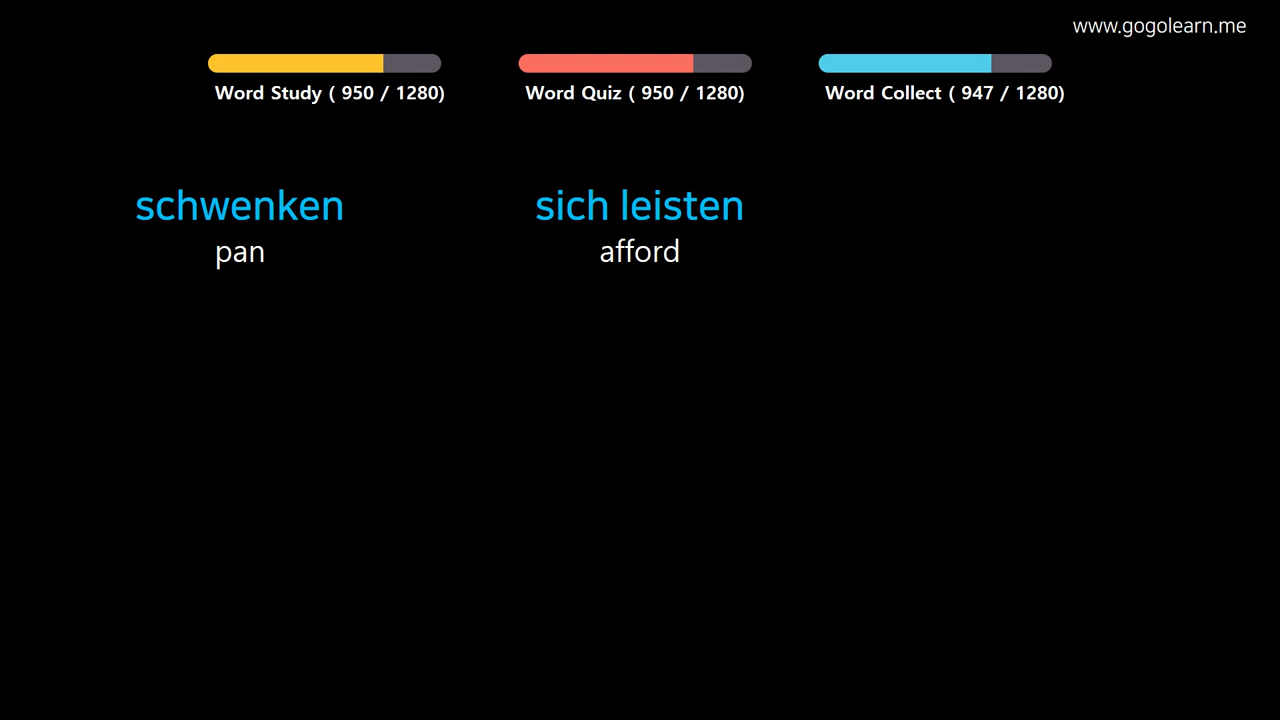 www.gogolearn.me
Word Study ( 950 / 1280)
Word Quiz ( 950 / 1280)
Word Collect ( 947 / 1280)
schwenken
pan
sich leisten
afford